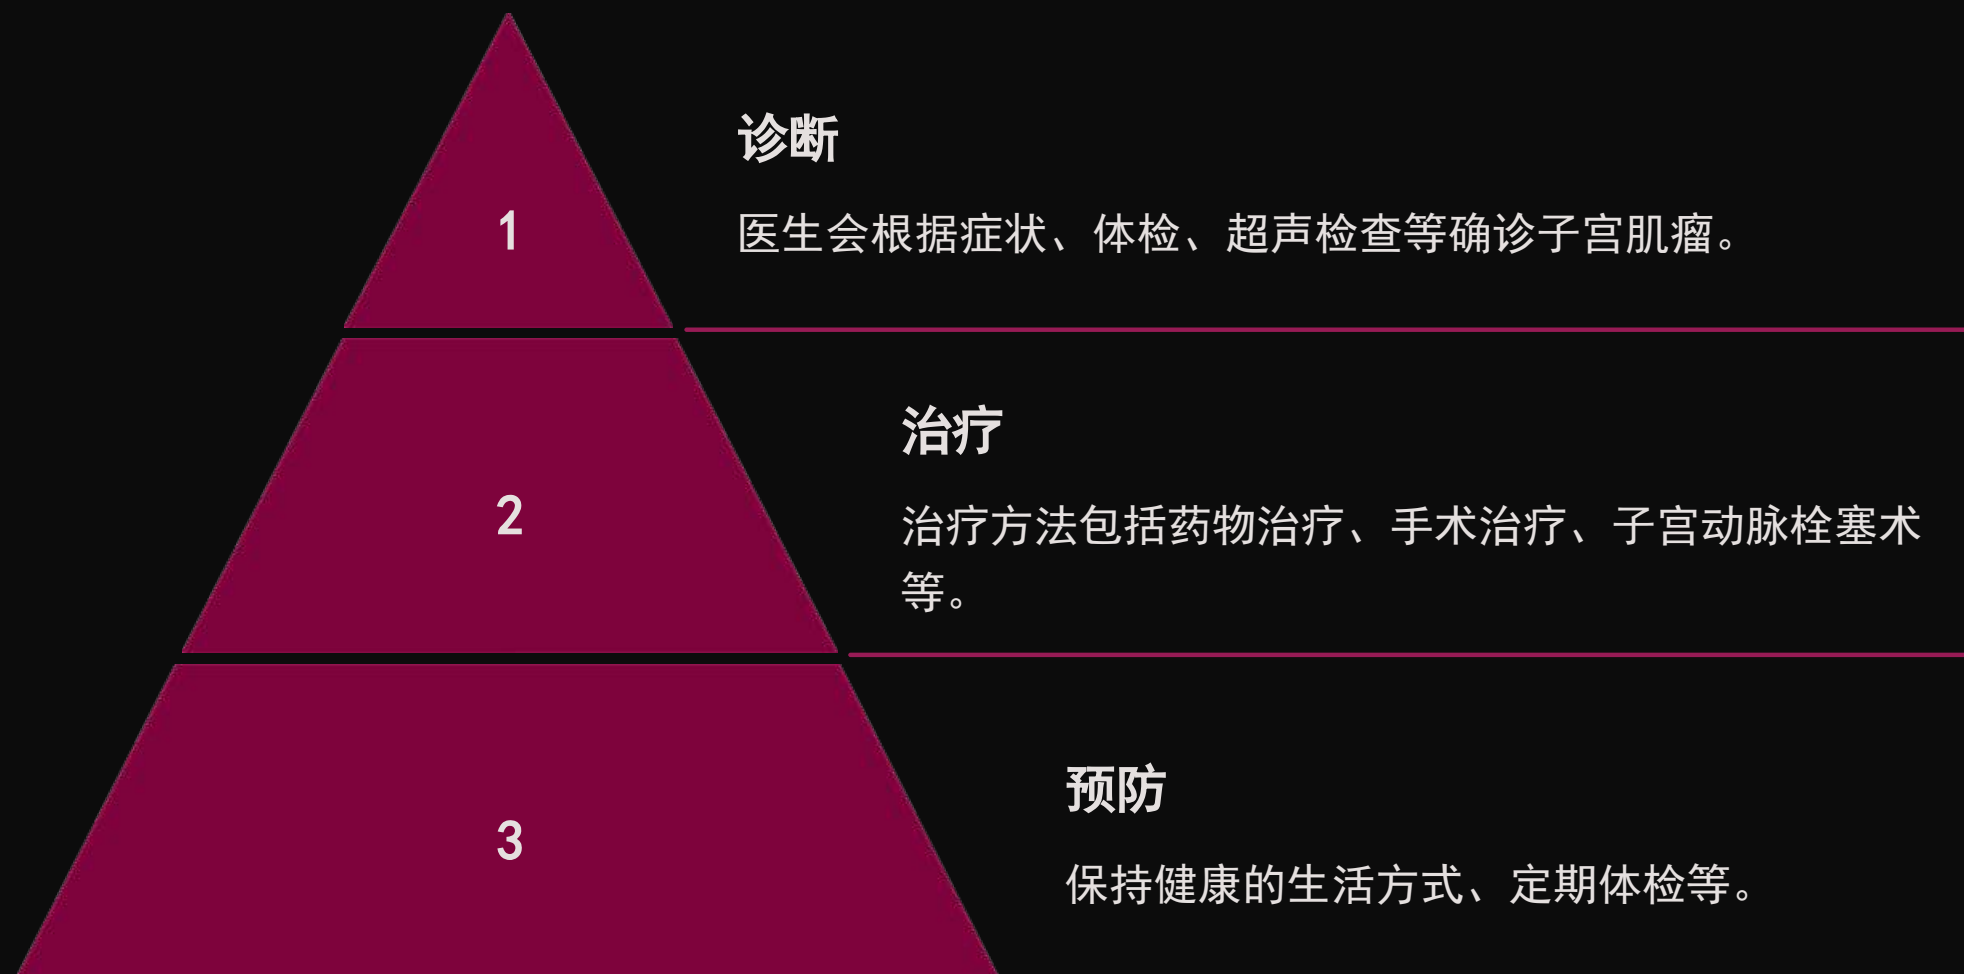 1
诊断
医生会根据症状、体检、超声检查等确诊子宫肌瘤。
2
治疗
治疗方法包括药物治疗、手术治疗、子宫动脉栓塞术
等。
3
预防
保持健康的生活方式、定期体检等。